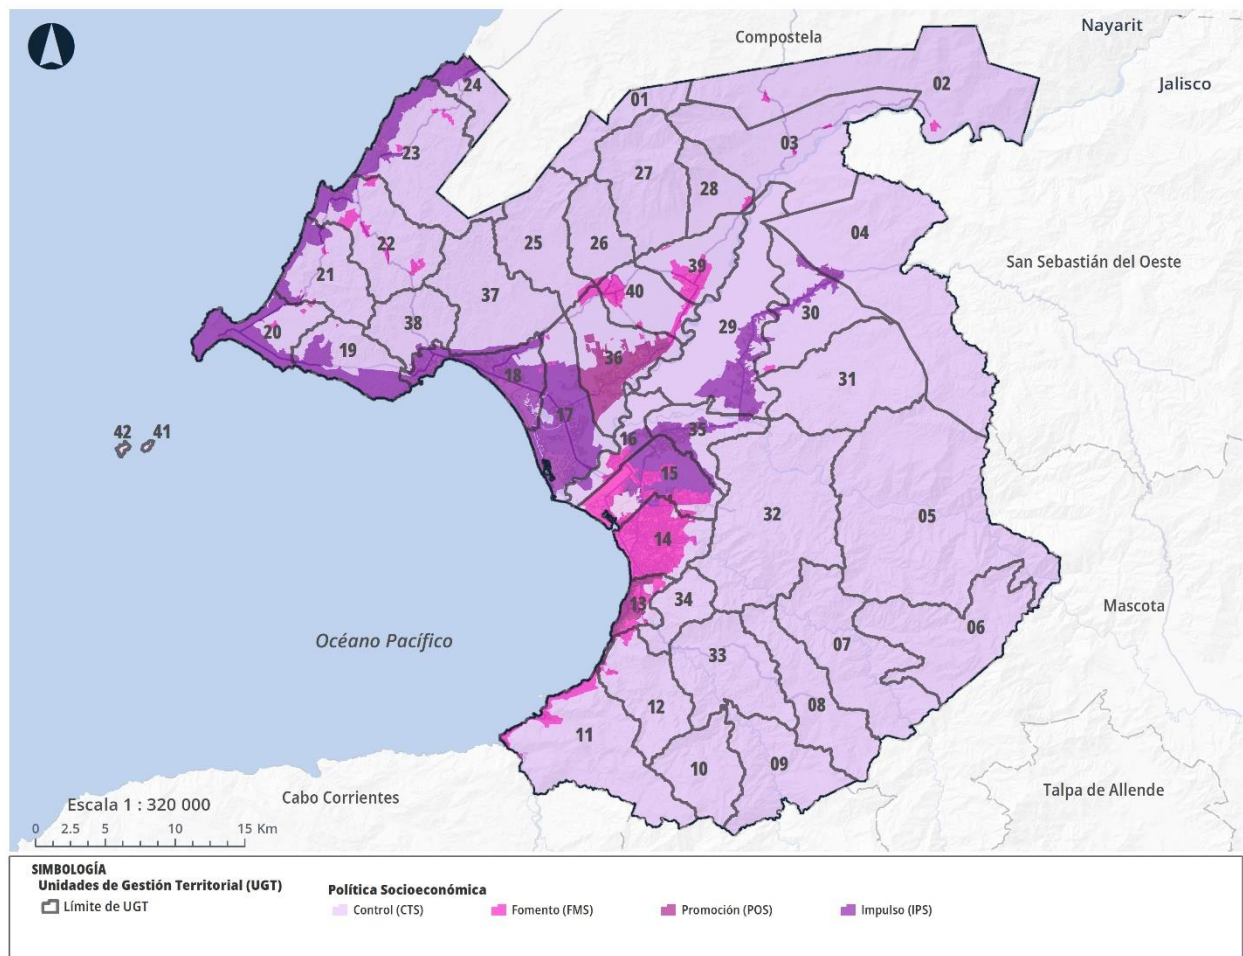 Nayarit
Compostela
Jalisco
24
01
02
23
03
27
28
04
22
25
26
21
39
San Sebastián del Oeste
40
37
30
29
38
20
19
36
31
18
17
42
41
16
35
15
32
05
14
13
34
Mascota
06
Océano Pacífico
07
33
12
08
11
09
10
Talpa de Allende
Cabo Corrientes
Escala 1 : 320 000
0 2.5 5 10 15 Km
SIMBOLOGÍA
Unidades de Gestión Territorial (UGT)
Límite de UGT
Política Socioeconómica
Control (CTS)
Fomento (FMS)
Promoción (POS)
Impulso (IPS)